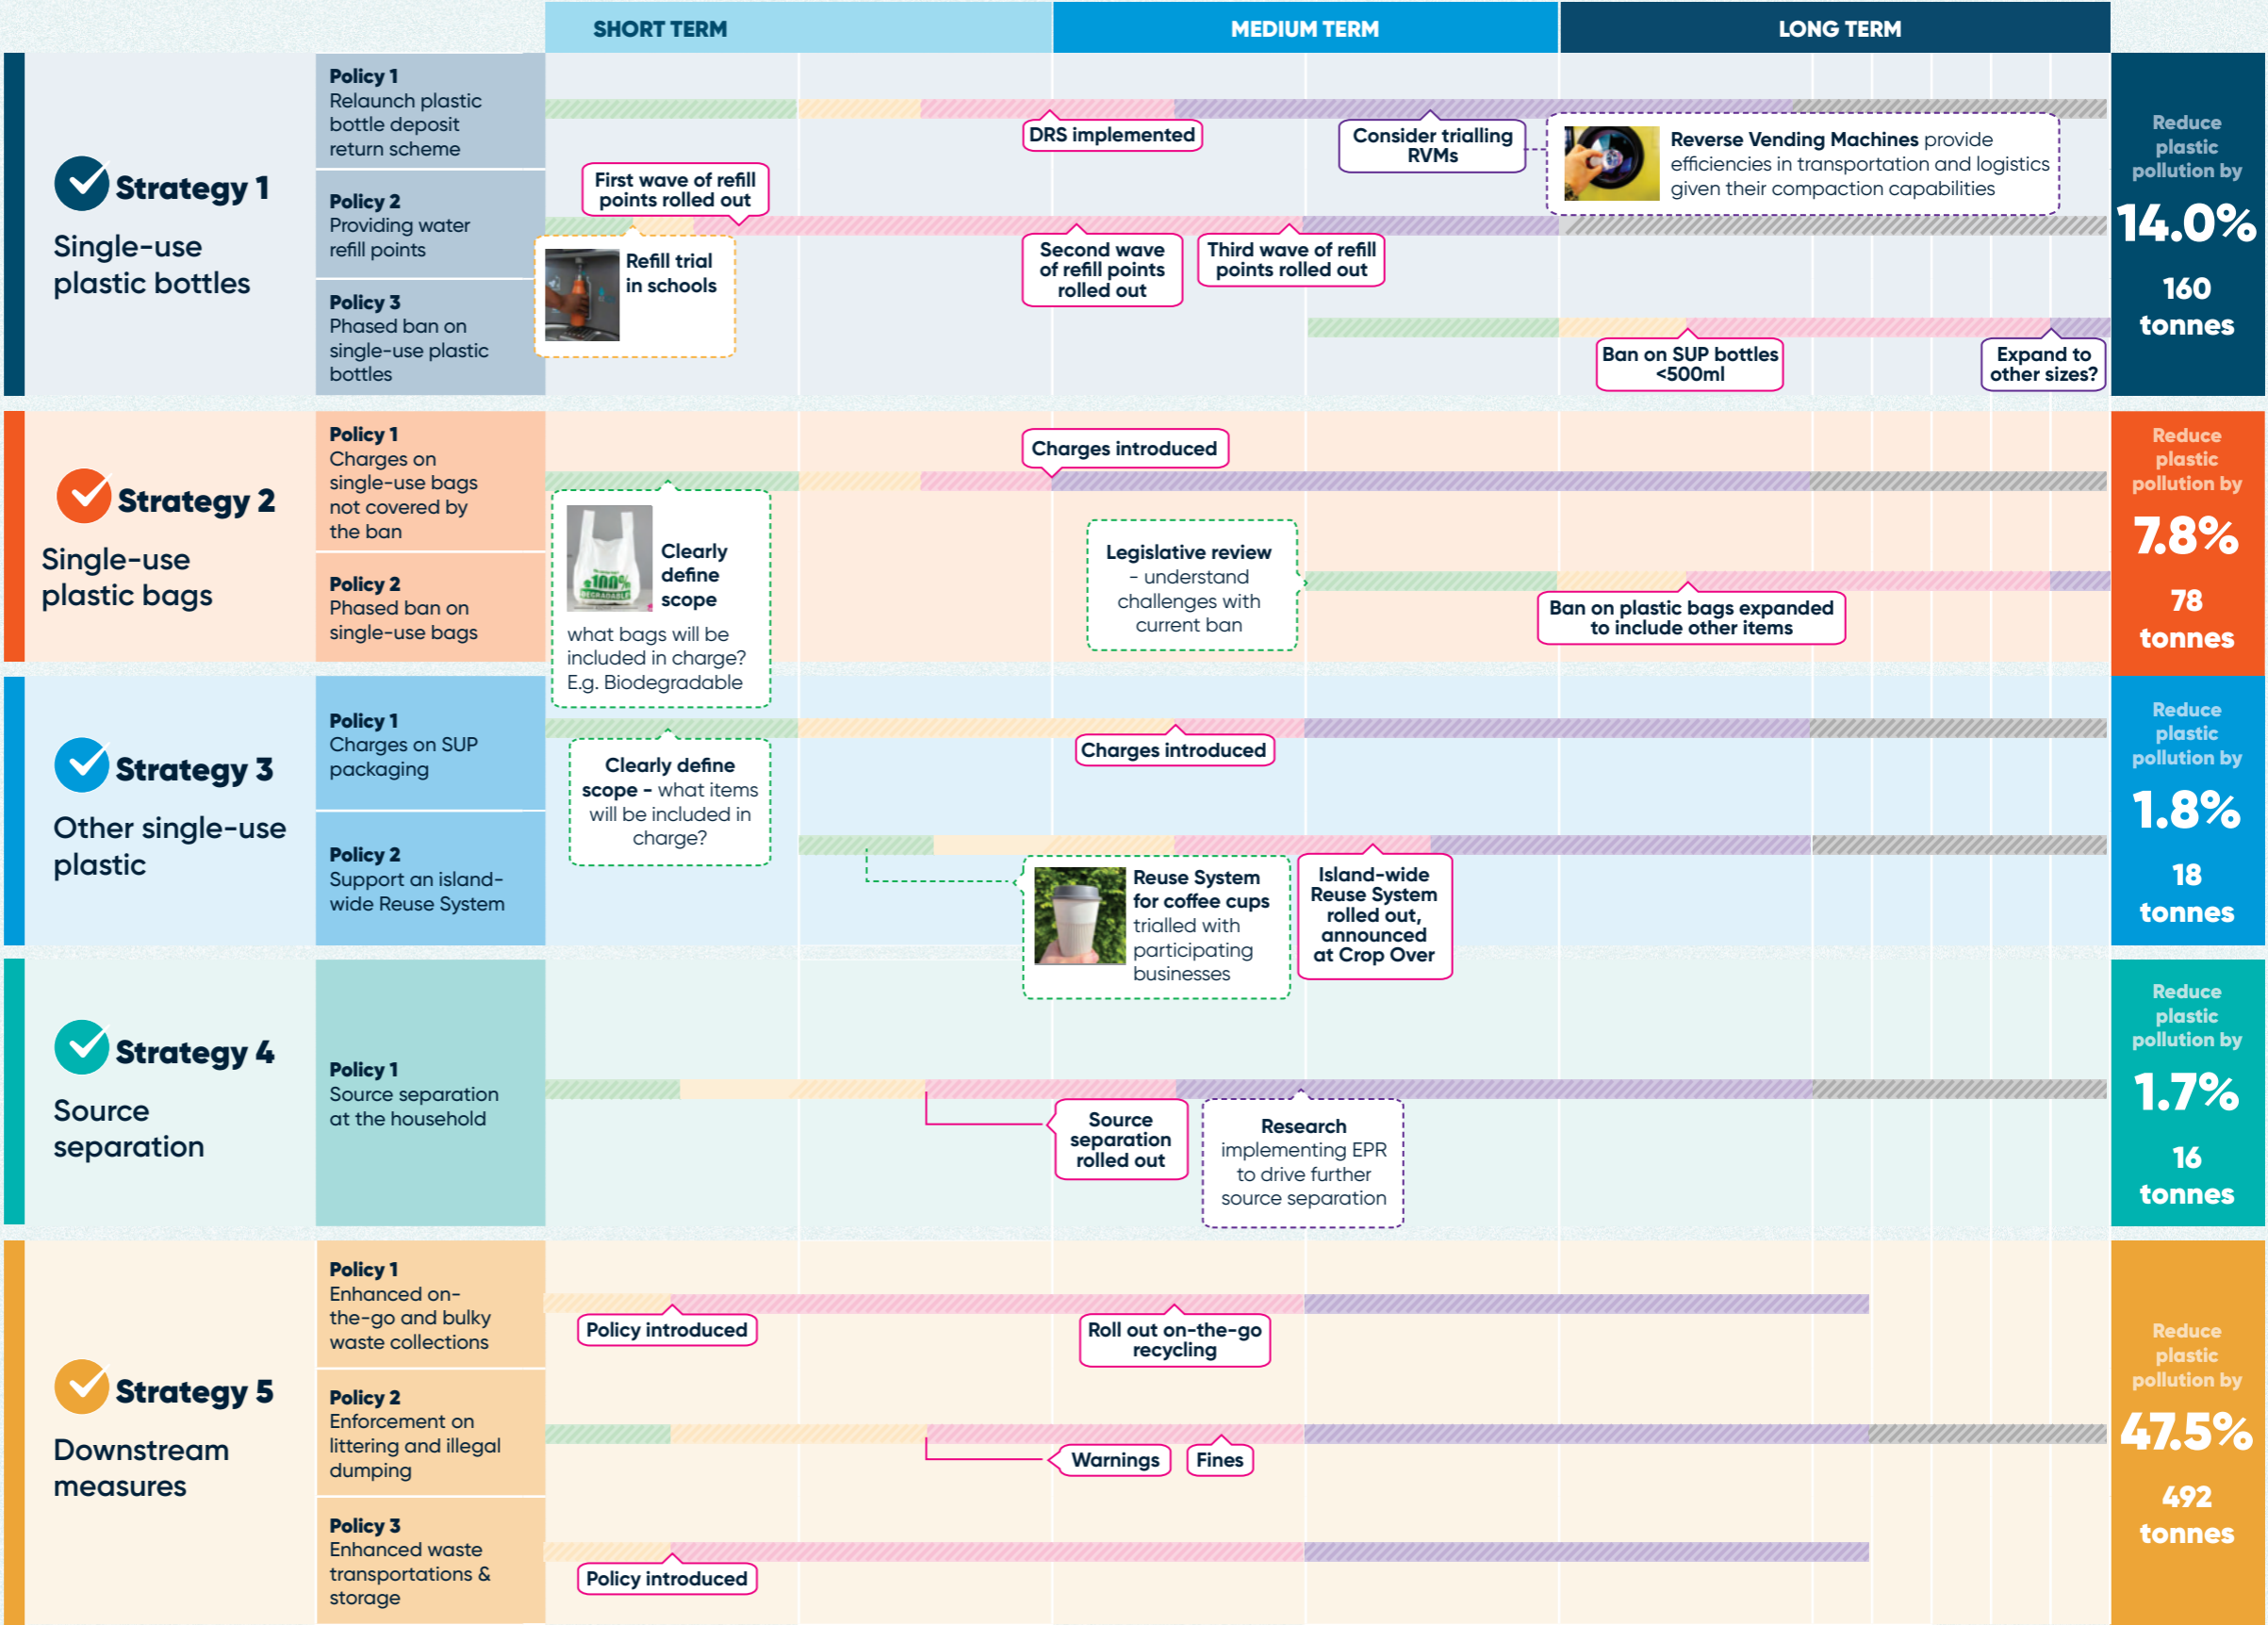 SHORT TERM
MEDIUM TERM
LONG TERM
Strategy 1
Single-use
plastic bottles
Policy 1
Relaunch plastic
bottle deposit
return scheme
Policy 2
Providing water
refill points
Policy 3
Phased ban on
single-use plastic
bottles
DRS implemented
Consider trialling
RVMs
Reverse Vending Machines provide
efficiencies in transportation and logistics
given their compaction capabilities
First wave of refill
points rolled out
Refill trial
in schools
Second wave
of refill points
rolled out
Third wave of refill
points rolled out
Ban on SUP bottles
<500ml
Expand to
other sizes?
Reduce
plastic
pollution by
14.0%
160
tonnes
Strategy 2
Single-use
plastic bags
Policy 1
Charges on
single-use bags
not covered by
the ban
Policy 2
Phased ban on
single-use bags
Charges introduced
100%
Clearly
define
scope
what bags will be
included in charge?
E.g. Biodegradable
Legislative review
- understand
challenges with
current ban
Ban on plastic bags expanded
to include other items
Reduce
plastic
pollution by
7.8%
78
tonnes
Strategy 3
Other single-use
plastic
Policy 1
Charges on SUP
packaging
Policy 2
Support an island-
wide Reuse System
Clearly define
scope - what items
will be included in
charge?
Charges introduced
Reuse System
for coffee cups
trialled with
participating
businesses
Island-wide
Reuse System
rolled out,
announced
at Crop Over
Reduce
plastic
pollution by
1.8%
18
tonnes
Strategy 4
Source
separation
Policy 1
Source separation
at the household
Source
separation
rolled out
Research
implementing EPR
to drive further
source separation
Reduce
plastic
pollution by
1.7%
16
tonnes
Strategy 5
Downstream
measures
Policy 1
Enhanced on-
the-go and bulky
waste collections
Policy 2
Enforcement on
littering and illegal
dumping
Policy 3
Enhanced waste
transportations &
storage
Policy introduced
Roll out on-the-go
recycling
Warnings
Fines
Policy introduced
Reduce
plastic
pollution by
47.5%
492
tonnes